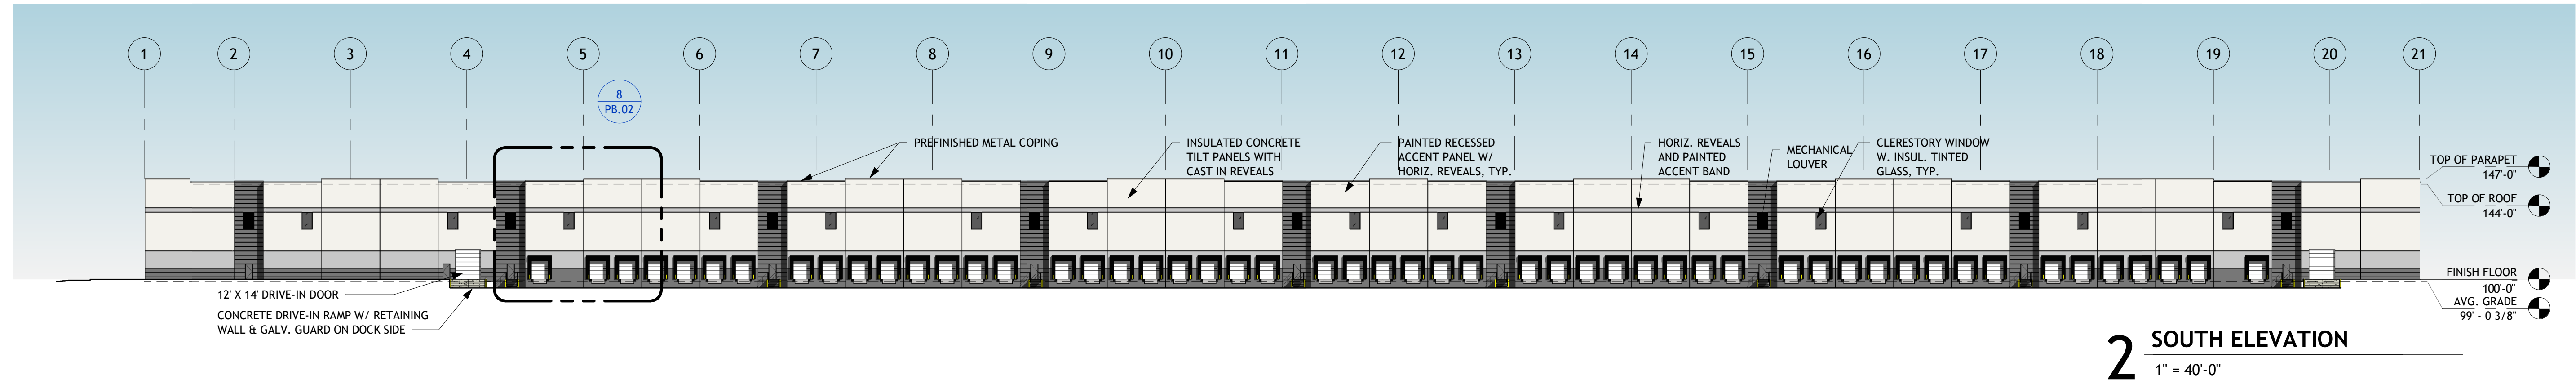 1 2 3 4 5 6 7 8 9 10 11 12 13 14 15 16 17 18 19 20 21
8
PB.02
PREFINISHED METAL COPING
INSULATED CONCRETE
TILT PANELS WITH
CAST IN REVEALS
PAINTED RECESSED
ACCENT PANEL W/
HORIZ. REVEALS, TYP.
HORIZ. REVEALS
AND PAINTED
ACCENT BAND
MECHANICAL
LOUVER
CLERESTORY WINDOW
W. INSUL. TINTED
GLASS, TYP.
TOP OF PARAPET
147'-0"
TOP OF ROOF
144'-0"
FINISH FLOOR
100'-0"
AVG. GRADE
99' - 0 3/8"
12' X 14' DRIVE-IN DOOR
CONCRETE DRIVE-IN RAMP W/ RETAINING
WALL & GALV. GUARD ON DOCK SIDE
2 SOUTH ELEVATION
1" = 40'-0"